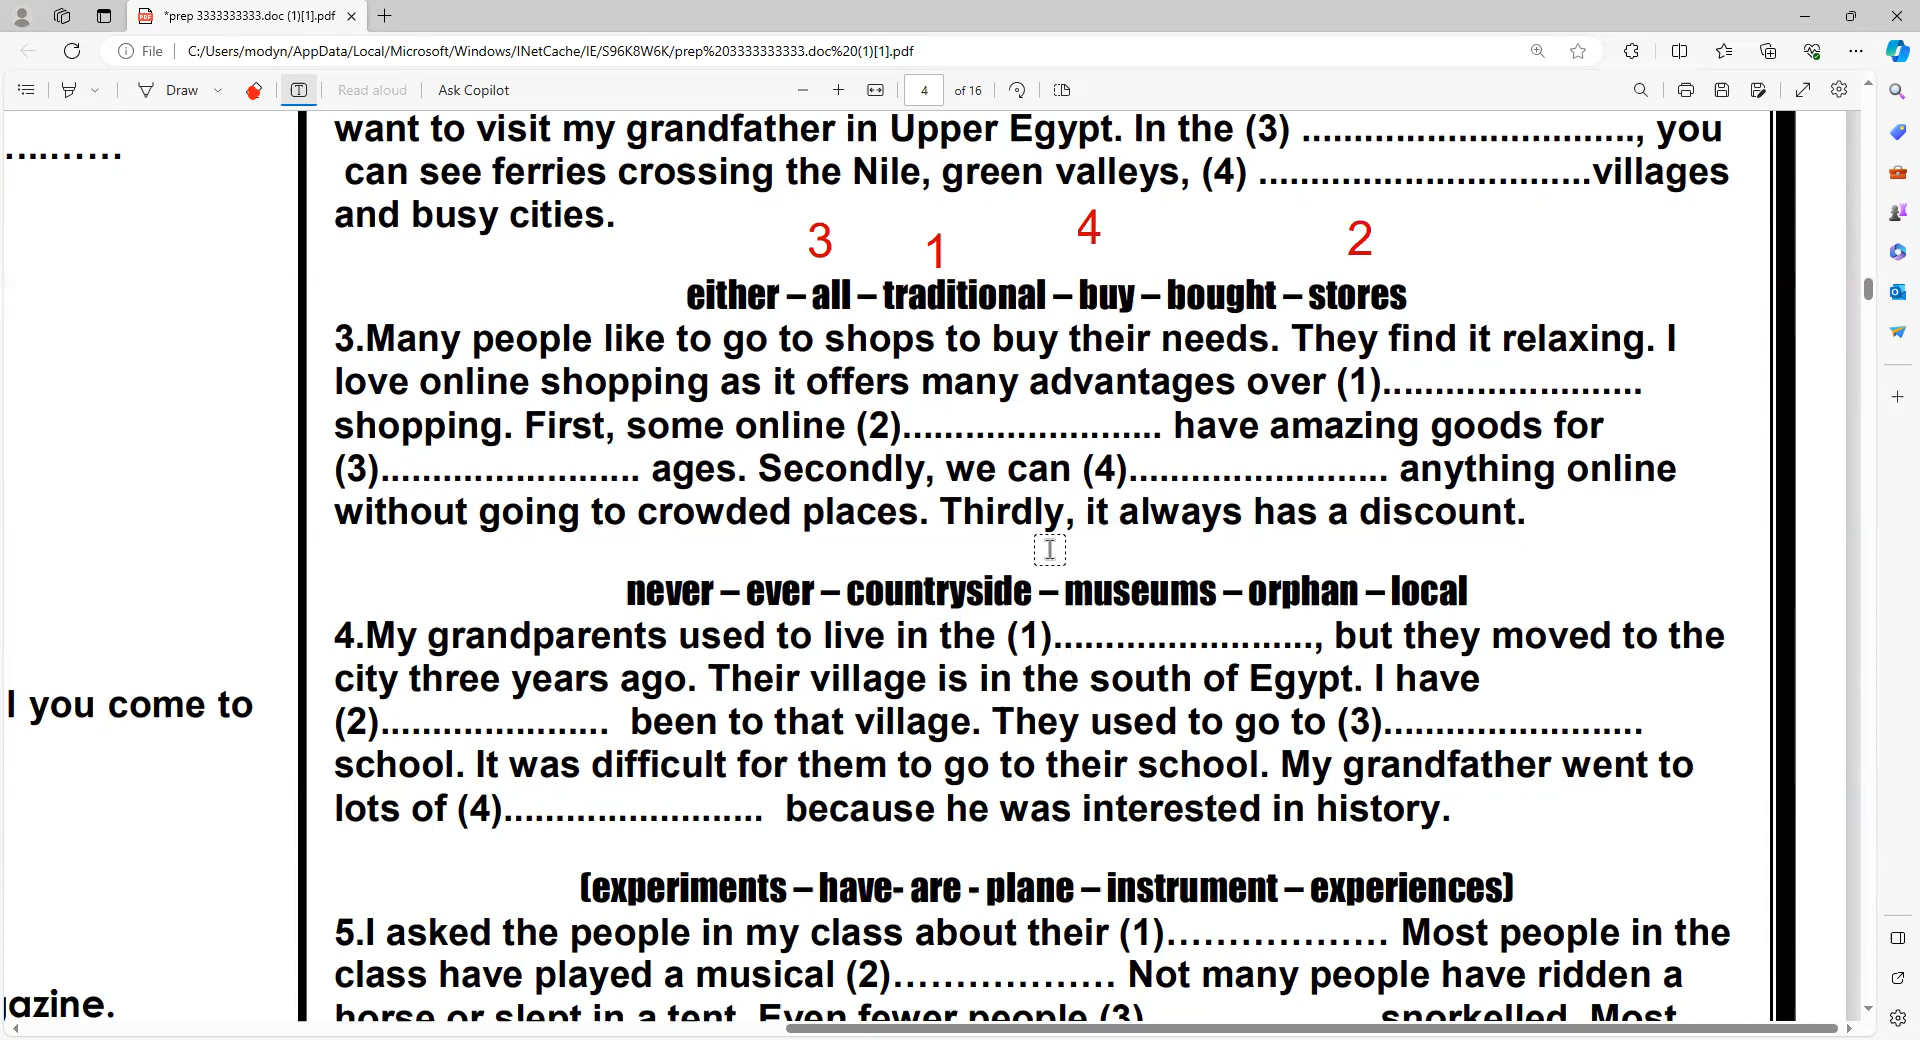 *prep 3333333333.doc (1)[1].pdf
File
C:/Users/modyn/AppData/Local/Microsoft/Windows/INetCache/IE/S96K8W6K/prep%203333333333.doc%20(1)[1].pdf
Draw
Read aloud
Ask Copilot
4
of 16
want to visit my grandfather in Upper Egypt. In the (3) ................................, you
....…… 
can see ferries crossing the Nile, green valleys, (4) ................................villages
and busy cities.
3 1 4 2
either – all – traditional – buy – bought – stores
3.Many people like to go to shops to buy their needs. They find it relaxing. I
love online shopping as it offers many advantages over (1).........................
shopping. First, some online (2)......................... have amazing goods for
(3)......................... ages. Secondly, we can (4)......................... anything online
without going to crowded places. Thirdly, it always has a discount.
never – ever – countryside – museums – orphan – local
4.My grandparents used to live in the (1)........................., but they moved to the
city three years ago. Their village is in the south of Egypt. I have
l you come to
(2)...................... been to that village. They used to go to (3).........................
school. It was difficult for them to go to their school. My grandfather went to
lots of (4)......................... because he was interested in history.
(experiments – have- are - plane – instrument – experiences)
5.I asked the people in my class about their (1)……………… Most people in the
class have played a musical (2)……………… Not many people have ridden a
azine.
horse or slept in a tent. Even fewer people (3) snorkelled. Most